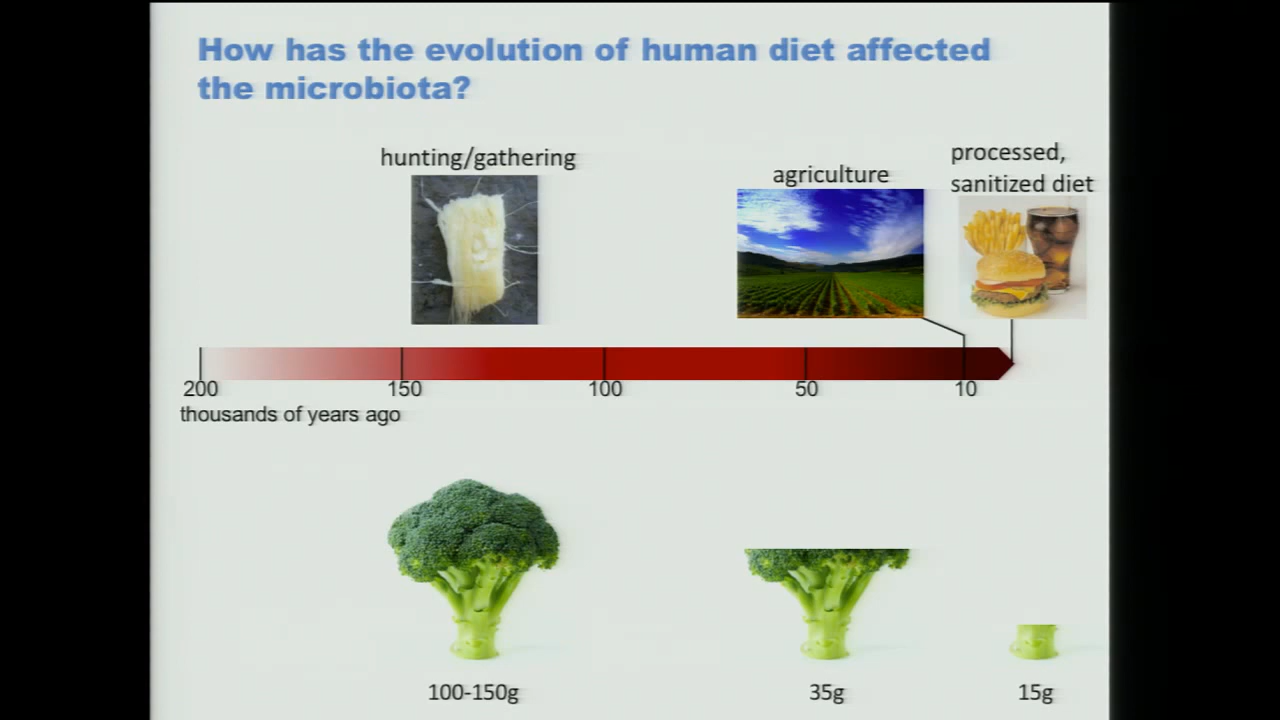 How has the evolution of human diet affected
the microbiota?
hunting/gathering
agriculture
processed,
sanitized diet
200
150
100
50
10
thousands of years ago
100-150g
35g
15g